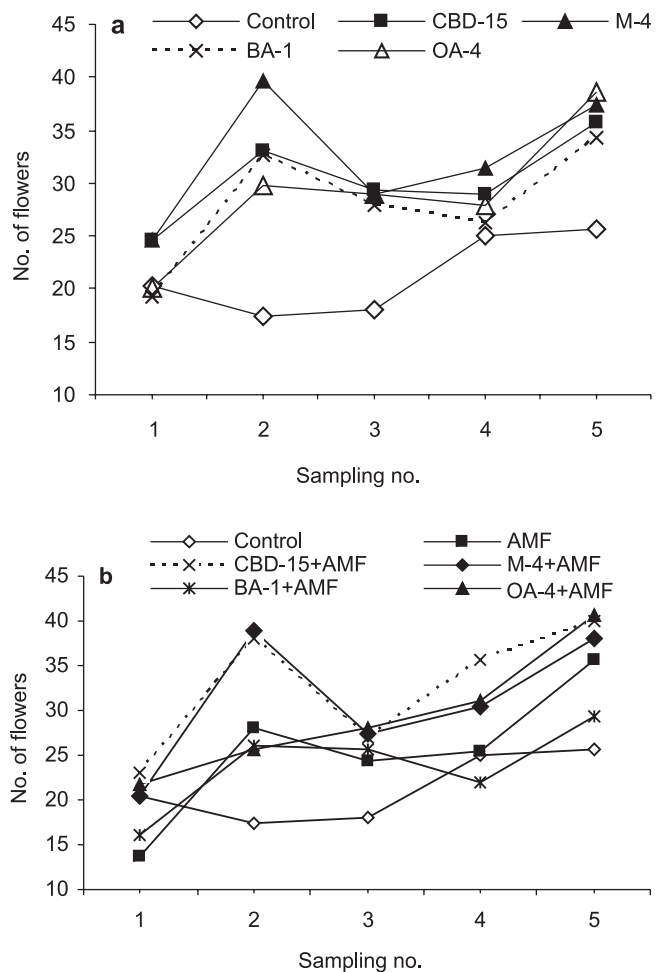 a
Control CBD-15 M-4
BA-1 OA-4
45
40
35
30
25
20
15
10
No. of flowers
1 2 3 4 5
Sampling no.
b
Control AMF
CBD-15+AMF M-4+AMF
BA-1+AMF OA-4+AMF
45
40
35
30
25
20
15
10
No. of flowers
1 2 3 4 5
Sampling no.